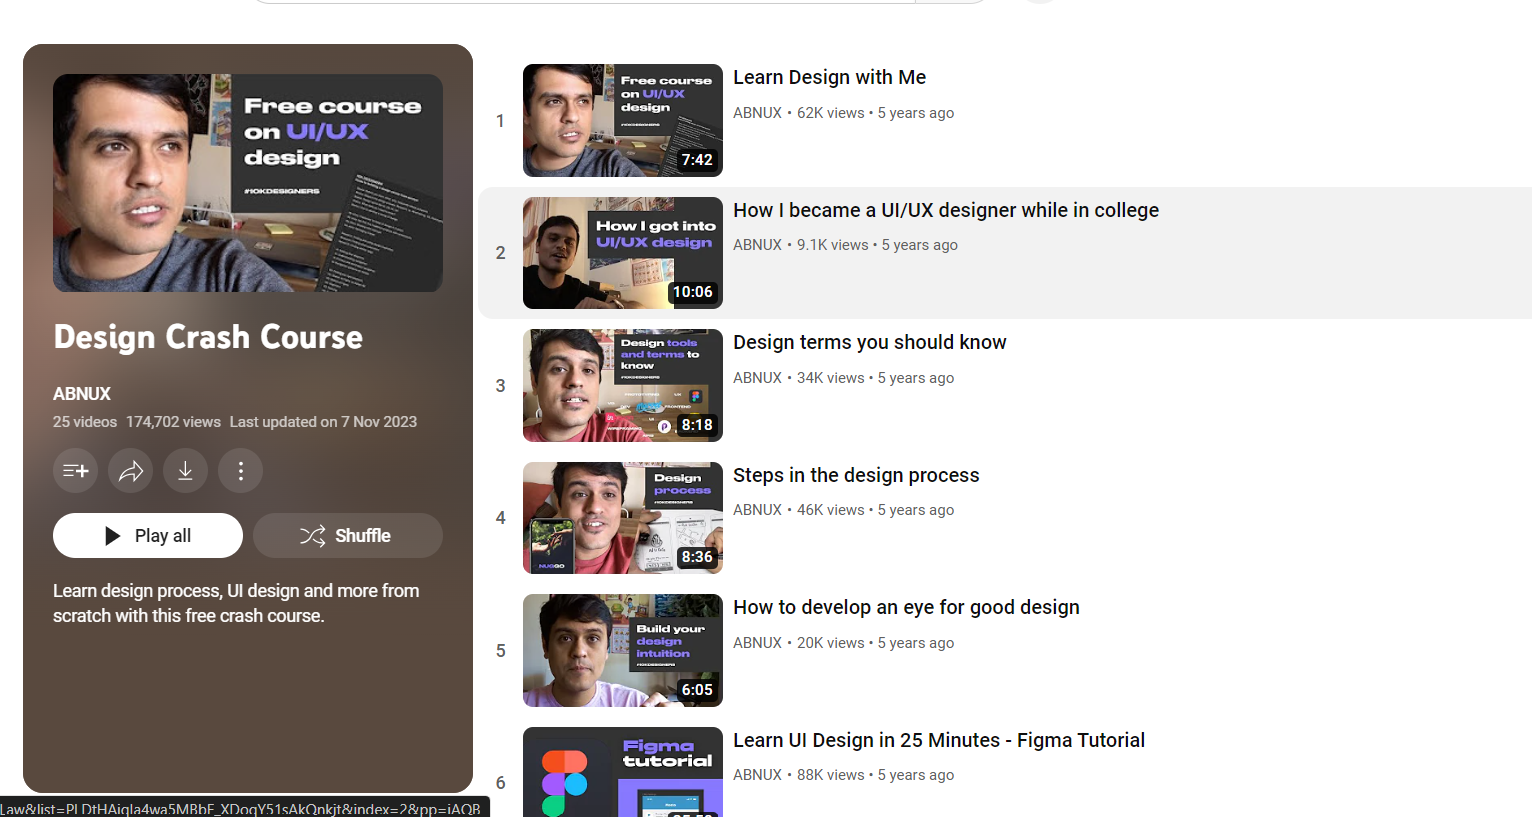 Free course
on UI/UX
design
#10KDESIGNERS
Design Crash Course
ABNUX
25 videos 174,702 views Last updated on 7 Nov 2023
Play all
Shuffle
Learn design process, UI design and more from
scratch with this free crash course.
1
Free course
on UI/UX
design
#10KDESIGNERS
7:42
Learn Design with Me
ABNUX • 62K views • 5 years ago
2
How I got into
UI/UX design
10:06
How I became a UI/UX designer while in college
ABNUX • 9.1K views • 5 years ago
3
Design tools
and terms to
know
#10KDESIGNERS
8:18
Design terms you should know
ABNUX • 34K views • 5 years ago
4
Design
process
#10KDESIGNERS
8:36
Steps in the design process
ABNUX • 46K views • 5 years ago
5
Build your
design
intuition
#10KDESIGNERS
6:05
How to develop an eye for good design
ABNUX • 20K views • 5 years ago
6
Figma
tutorial
Learn UI Design in 25 Minutes - Figma Tutorial
ABNUX • 88K views • 5 years ago